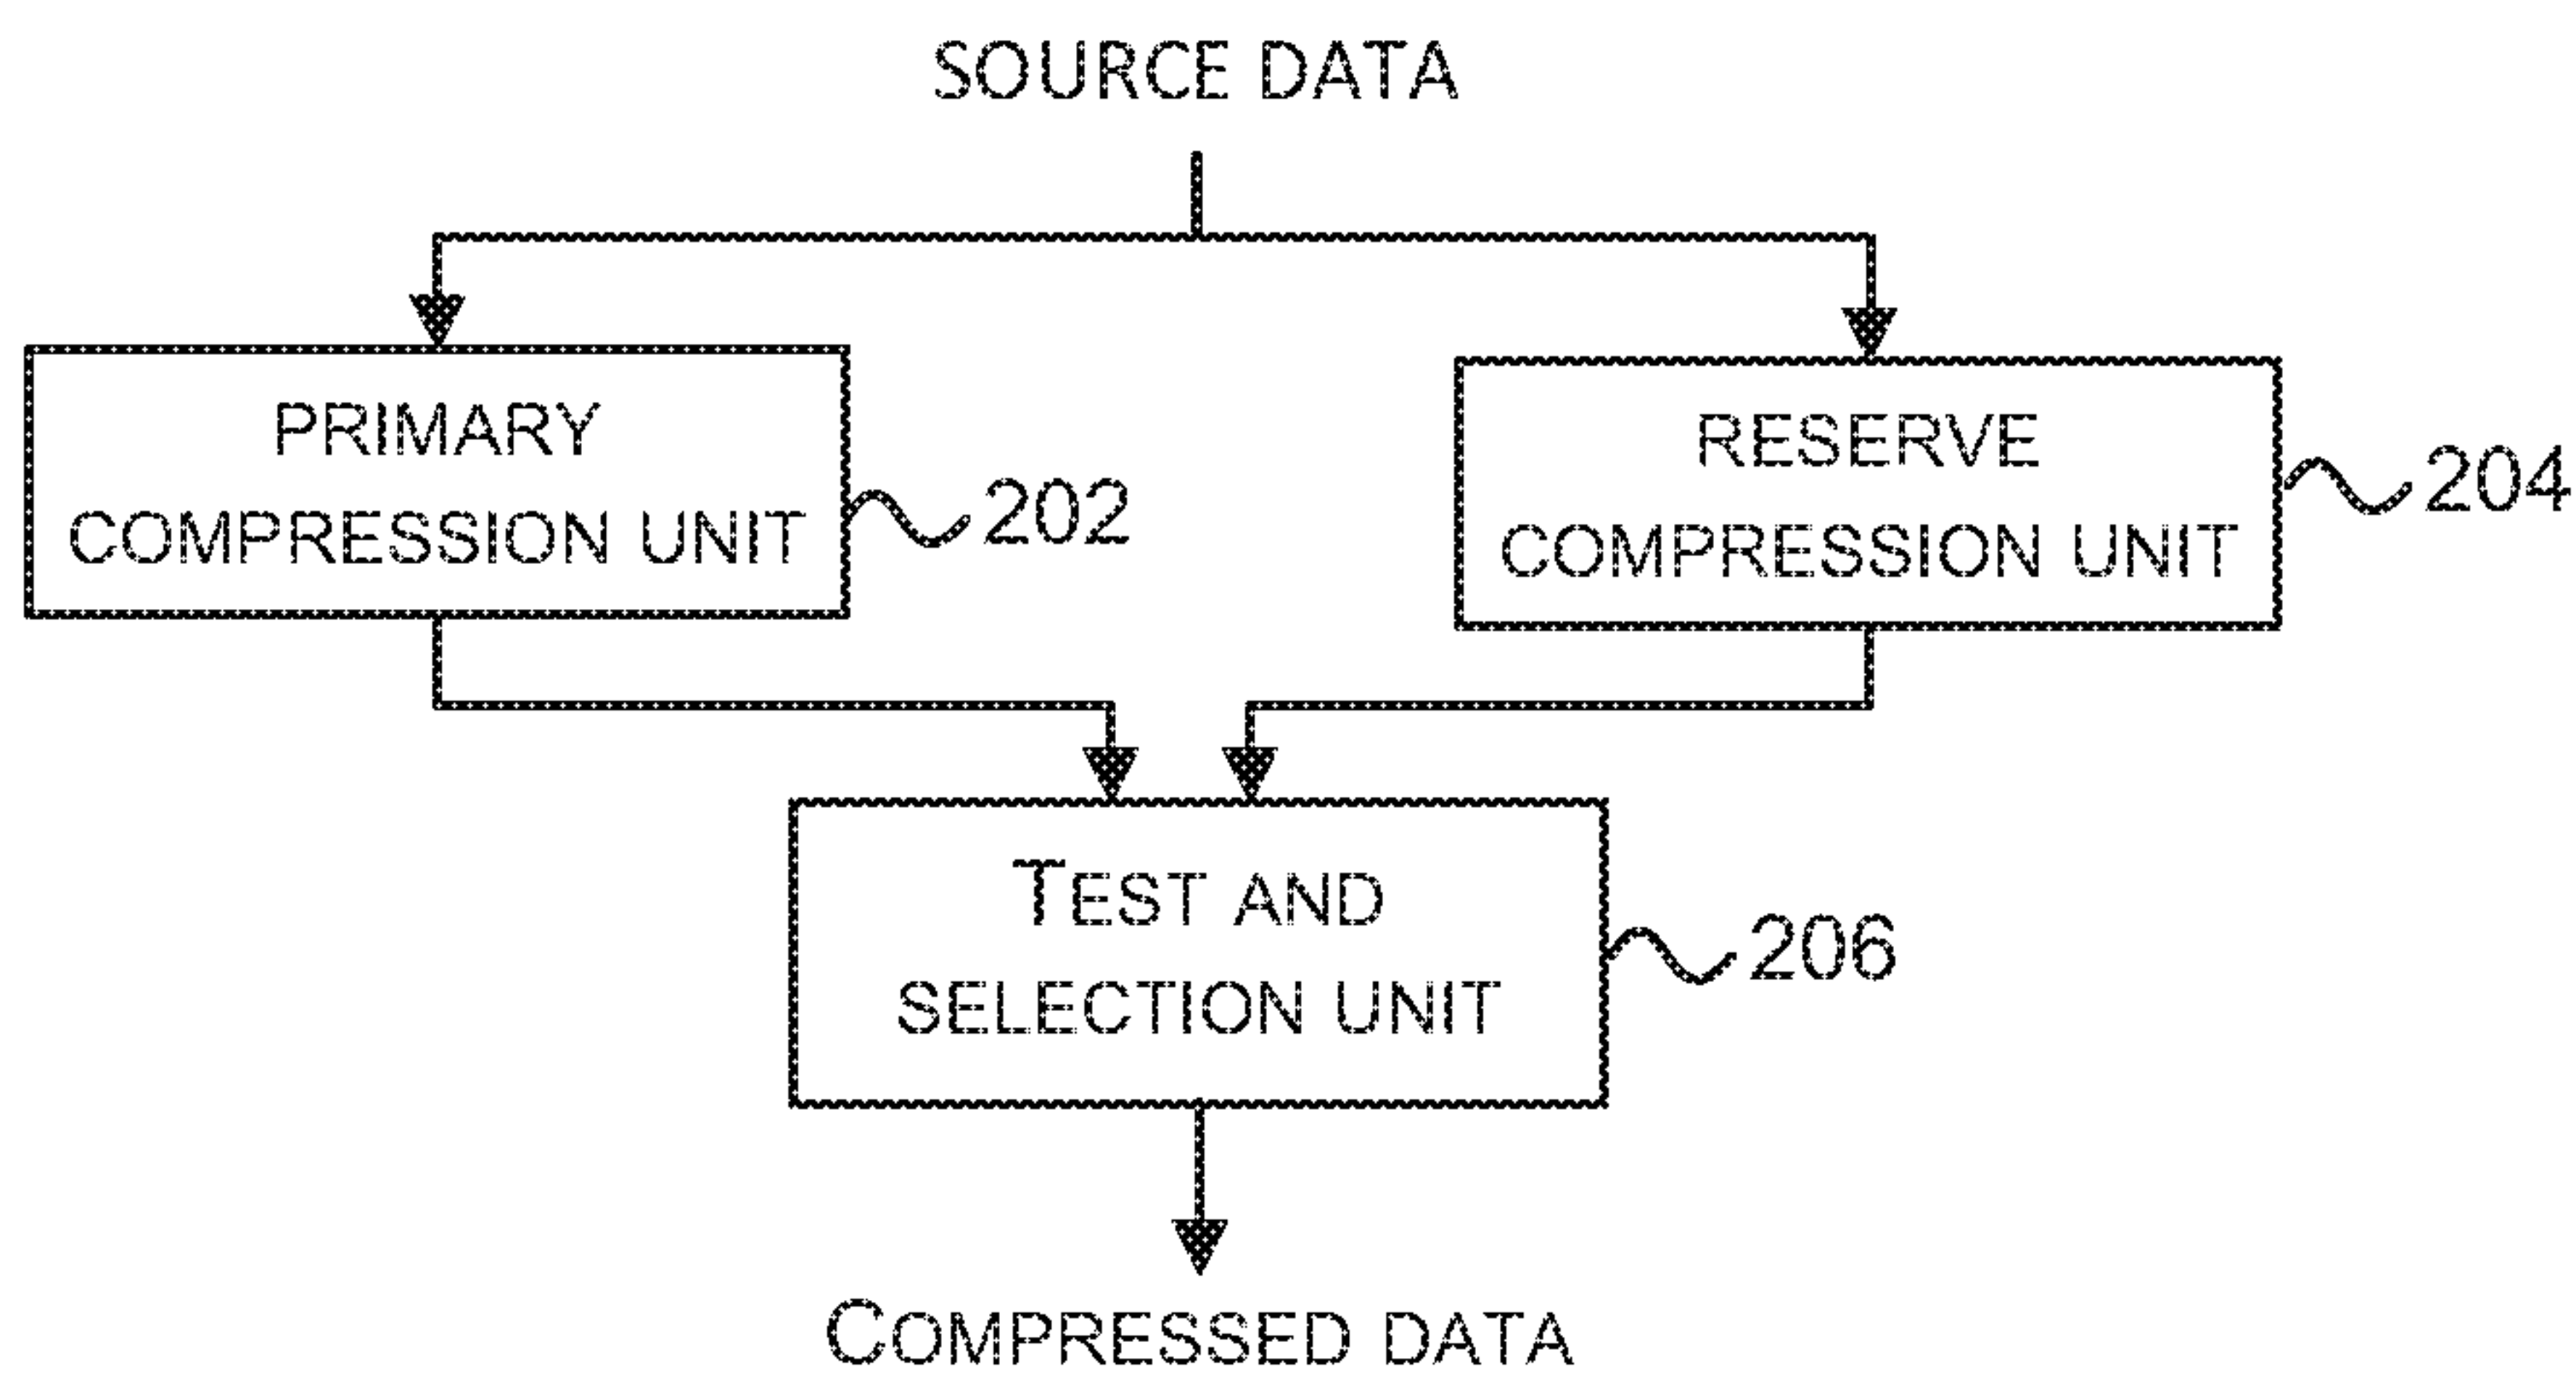 SOURCE DATA
PRIMARY
COMPRESSION UNIT
202
RESERVE
COMPRESSION UNIT
204
TEST AND
SELECTION UNIT
206
COMPRESSED DATA